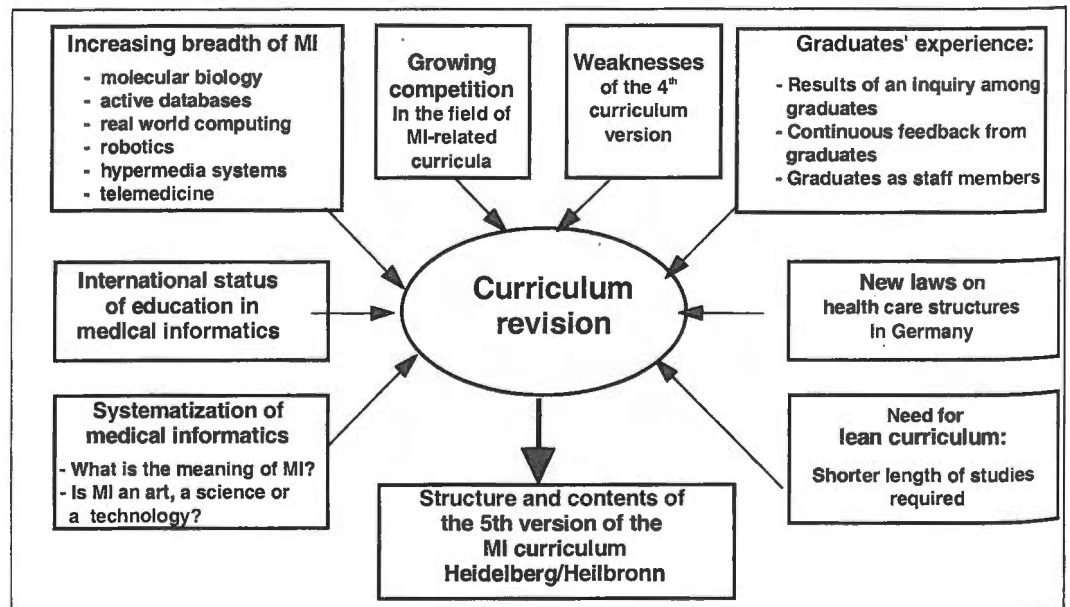 Increasing breadth of MI
- molecular biology
- active databases
- real world computing
- robotics
- hypermedia systems
- telemedicine
Growing
competition
In the field of
MI-related
curricula
Weaknesses
of the 4th
curriculum
version
Graduates' experience:
- Results of an inquiry among
graduates
- Continuous feedback from
graduates
- Graduates as staff members
International status
of education in
medical informatics
Curriculum
revision
New laws on
health care structures
In Germany
Systematization of
medical informatics
- What is the meaning of MI?
- Is MI an art, a science or
a technology?
Need for
lean curriculum:
Shorter length of studies
required
Structure and contents of
the 5th version of the
MI curriculum
Heidelberg/Heilbronn